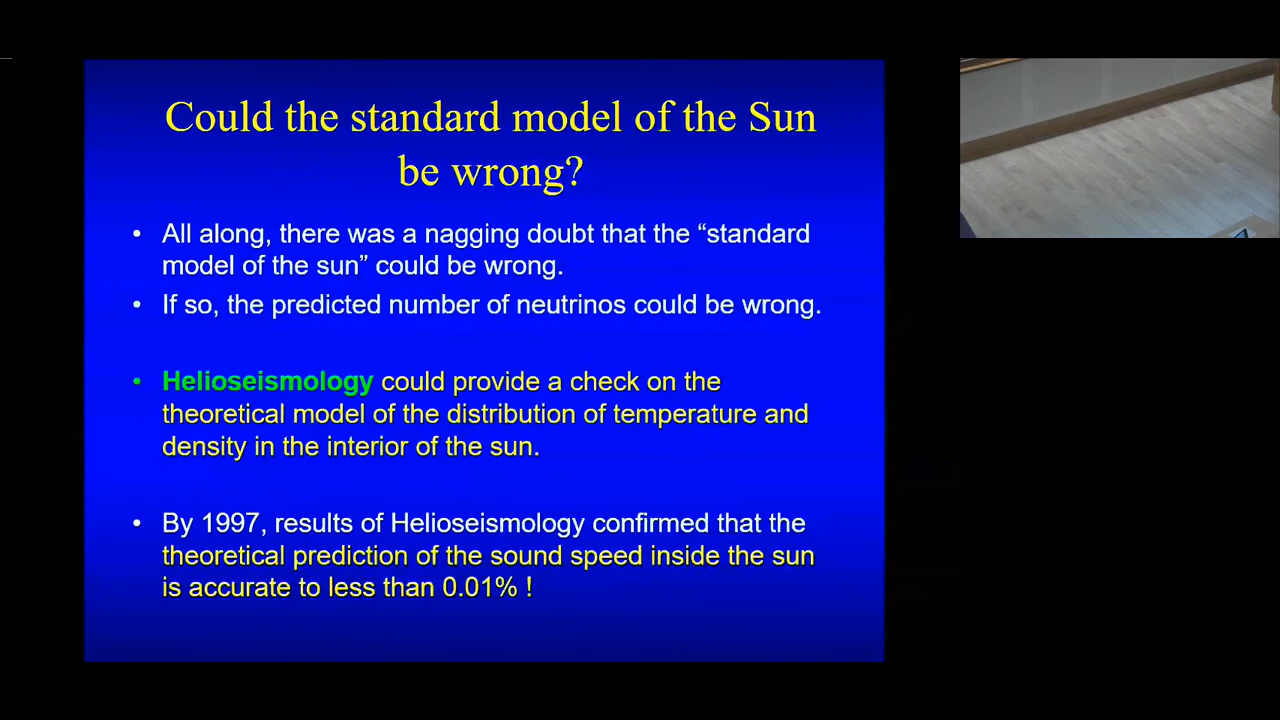 Could the standard model of the Sun
be wrong?
• All along, there was a nagging doubt that the “standard
model of the sun” could be wrong.
• If so, the predicted number of neutrinos could be wrong.
• Helioseismology could provide a check on the
theoretical model of the distribution of temperature and
density in the interior of the sun.
• By 1997, results of Helioseismology confirmed that the
theoretical prediction of the sound speed inside the sun
is accurate to less than 0.01% !